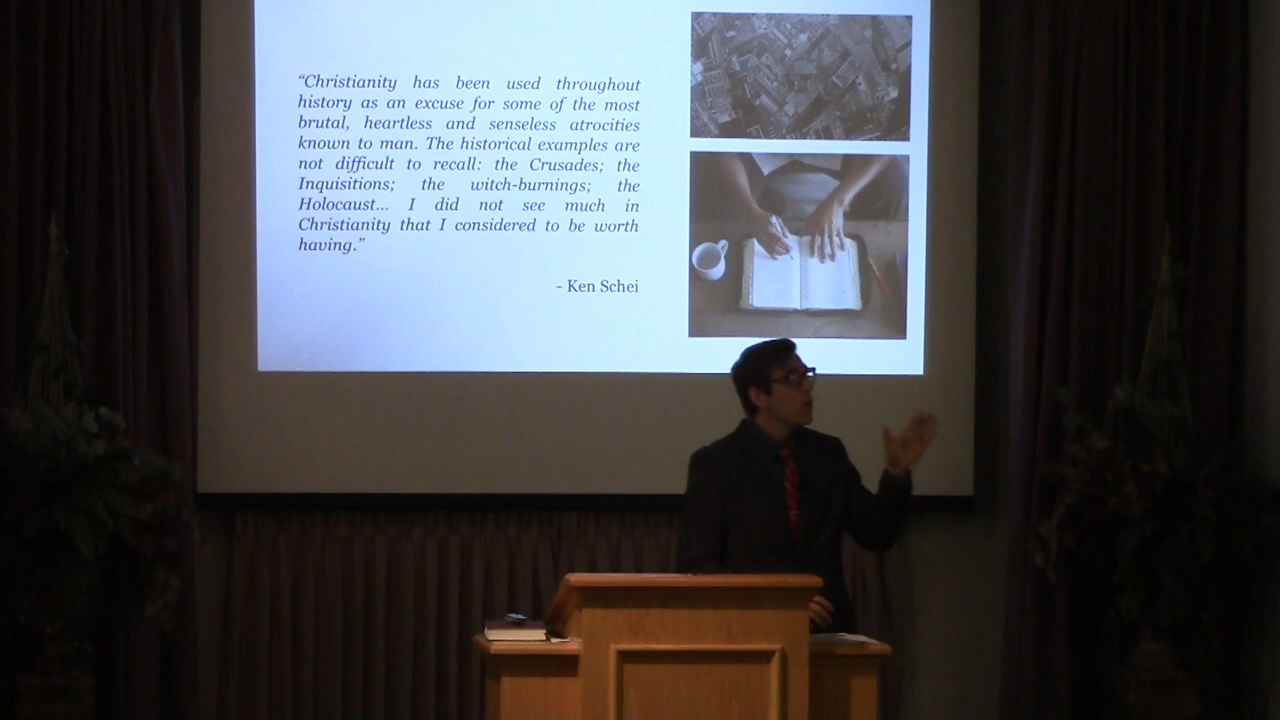 “Christianity has been used throughout
history as an excuse for some of the most
brutal, heartless and senseless atrocities
known to man. The historical examples are
not difficult to recall: the Crusades; the
Inquisitions; the witch-burnings; the
Holocaust... I did not see much in
Christianity that I considered to be worth
having.”
- Ken Schei